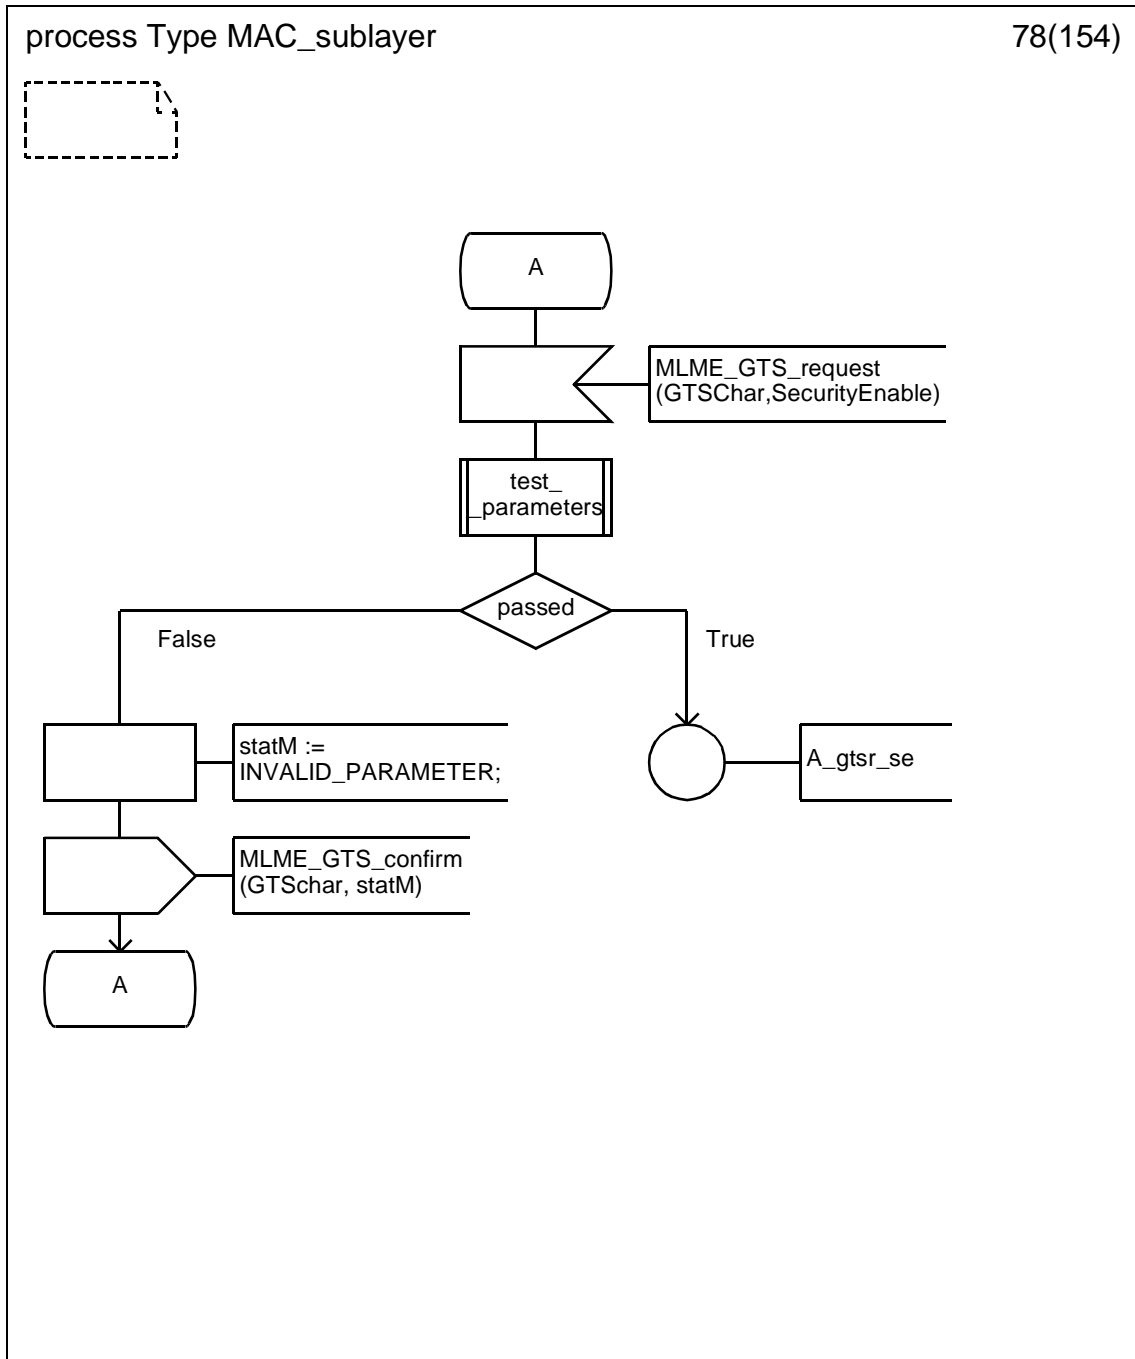 process Type MAC_sublayer
78(154)
A
MLME_GTS_request
(GTSChar,SecurityEnable)
test_
_parameters
passed
False
True
statM :=
INVALID_PARAMETER;
A_gtsr_se
MLME_GTS_confirm
(GTSchar, statM)
A